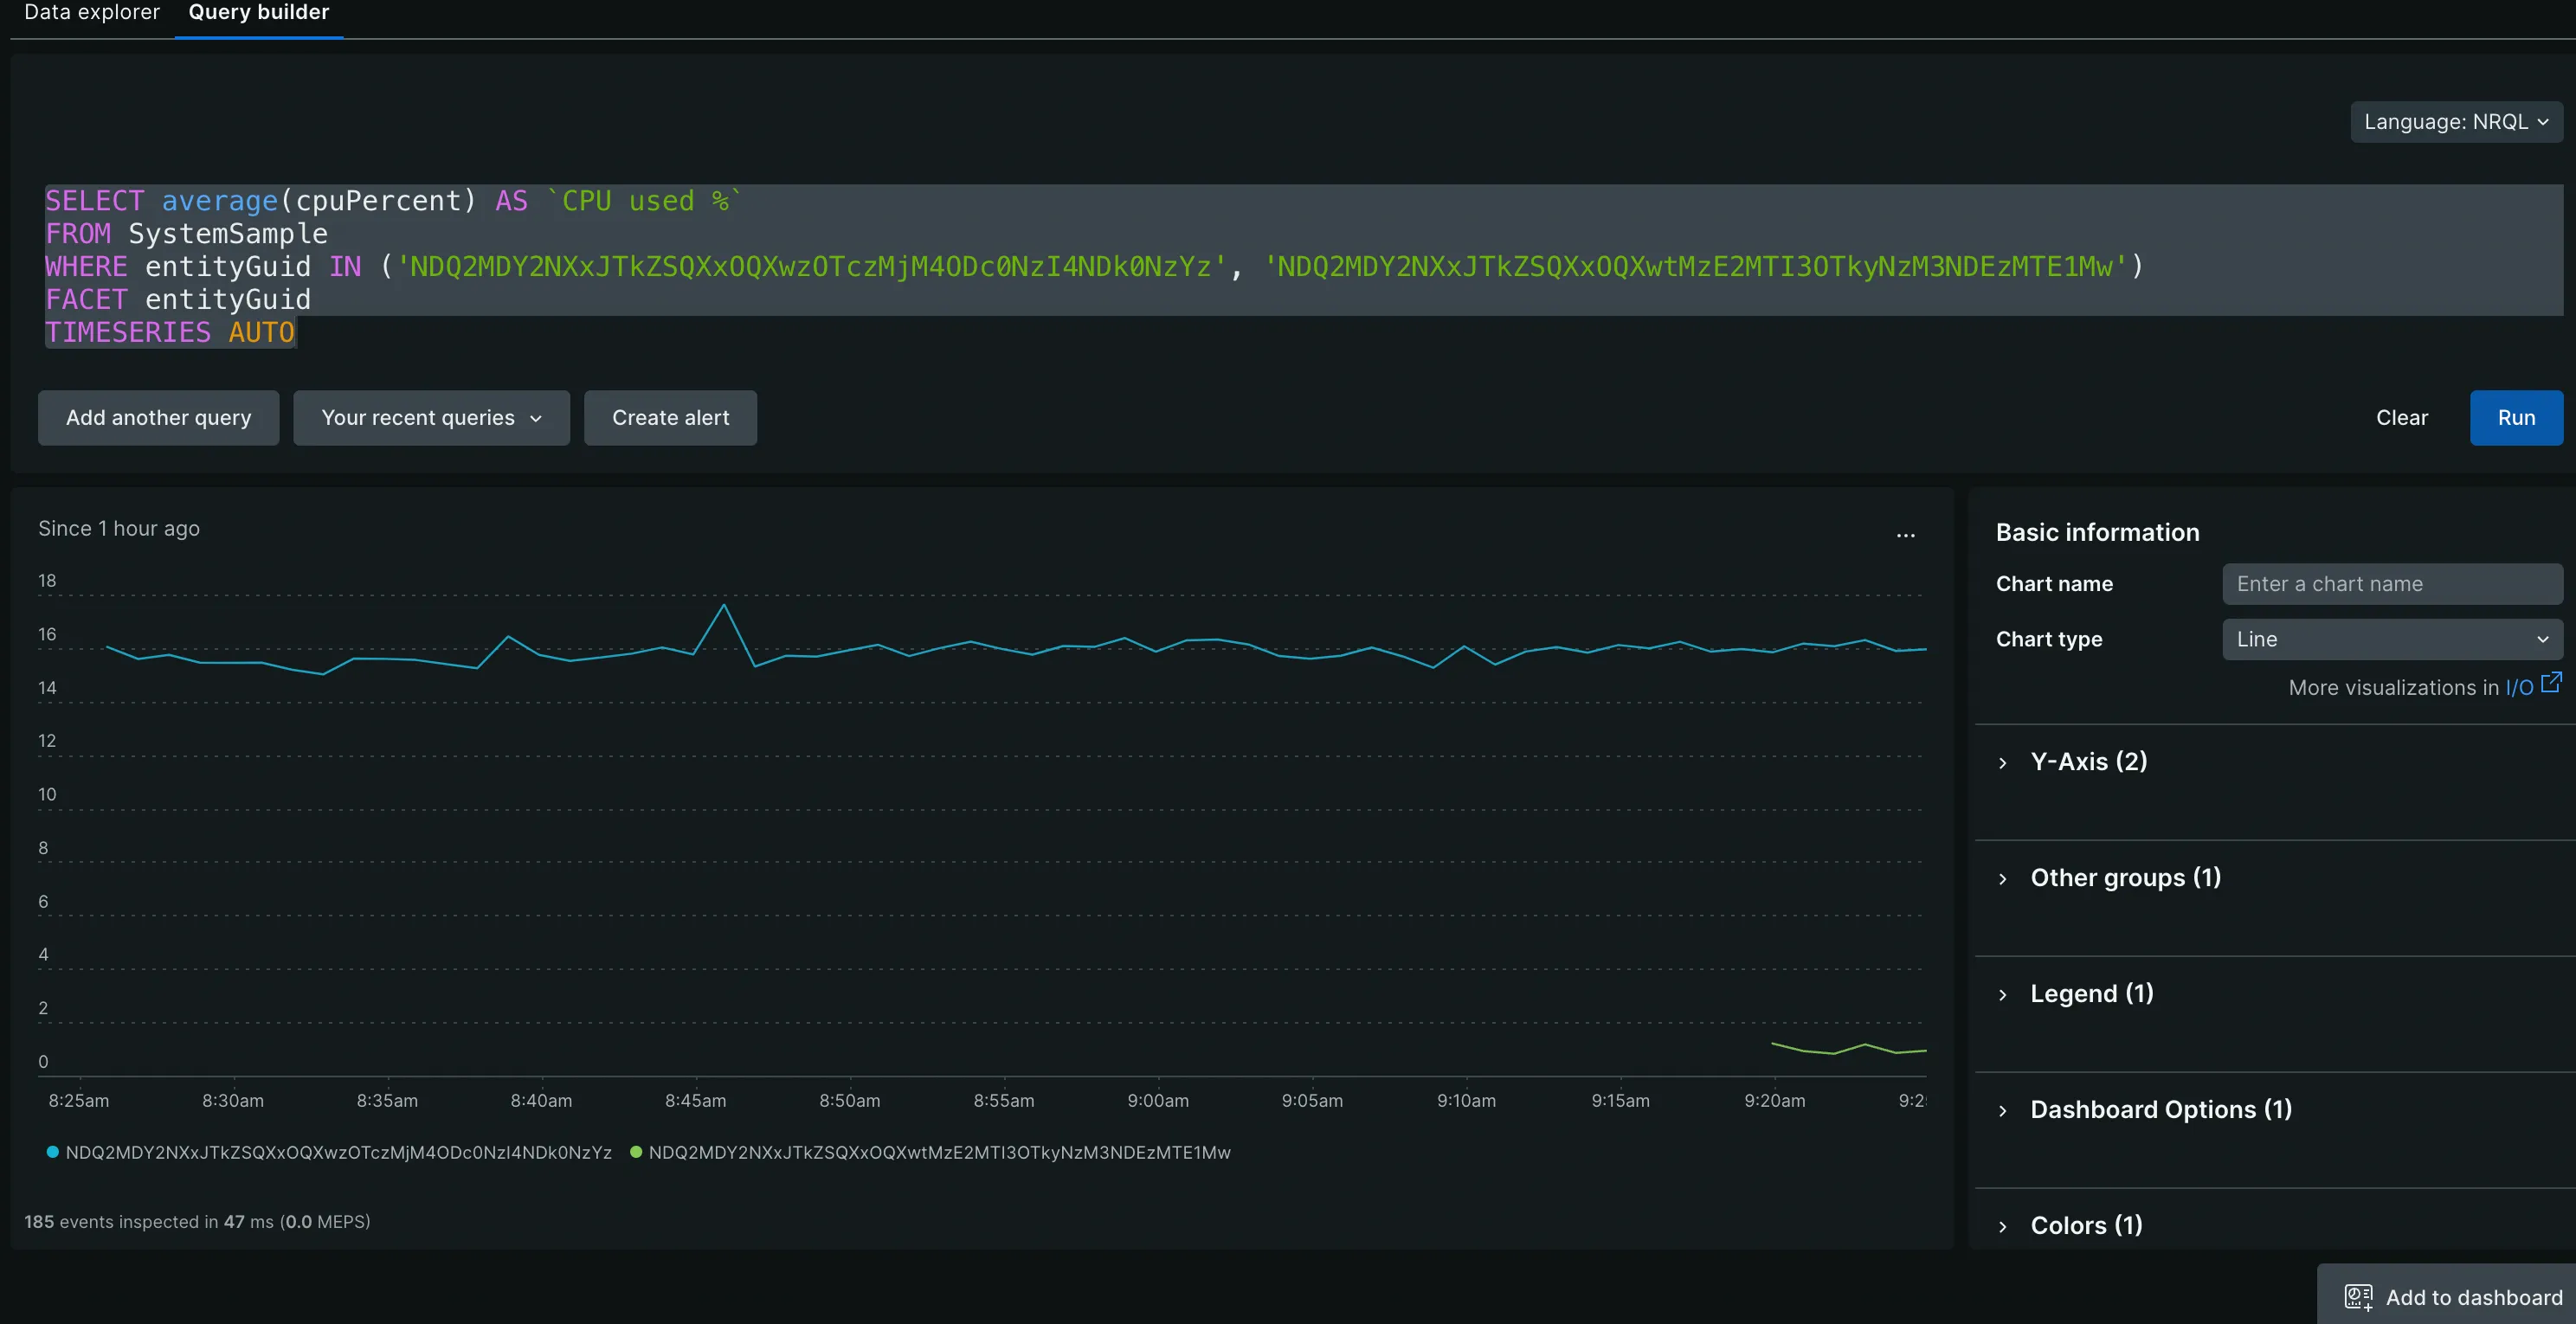 Data explorer Query builder
Language: NRQL
SELECT average(cpuPercent) AS `CPU used %`
FROM SystemSample
WHERE entityGuid IN ('NDQ2MDY2NXxJTkZSQXxOQXwzOTczMjM4ODc0NzI4NDk0NzYz', 'NDQ2MDY2NXxJTkZSQXxOQXwtMzE2MTI3OTkyNzM3NDEzMTE1Mw')
FACET entityGuid
TIMESERIES AUTO
Add another query Your recent queries Create alert Clear Run
Since 1 hour ago
...
18
16
14
12
10
8
6
4
2
0
8:25am 8:30am 8:35am 8:40am 8:45am 8:50am 8:55am 9:00am 9:05am 9:10am 9:15am 9:20am 9:2
NDQ2MDY2NXxJTkZSQXxOQXwzOTczMjM4ODc0NzI4NDk0NzYz NDQ2MDY2NXxJTkZSQXxOQXwtMzE2MTI3OTkyNzM3NDEzMTE1Mw
185 events inspected in 47 ms (0.0 MEPS)
Basic information
Chart name Enter a chart name
Chart type Line
More visualizations in I/O
Y-Axis (2)
Other groups (1)
Legend (1)
Dashboard Options (1)
Colors (1)
Add to dashboard